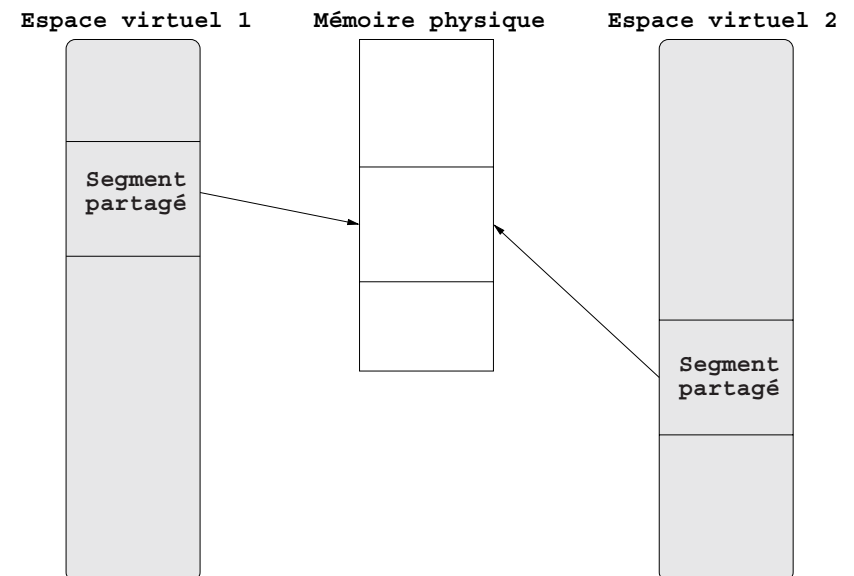 Espace virtuel 1
Mémoire physique
Espace virtuel 2
Segment
partagé
Segment
partagé